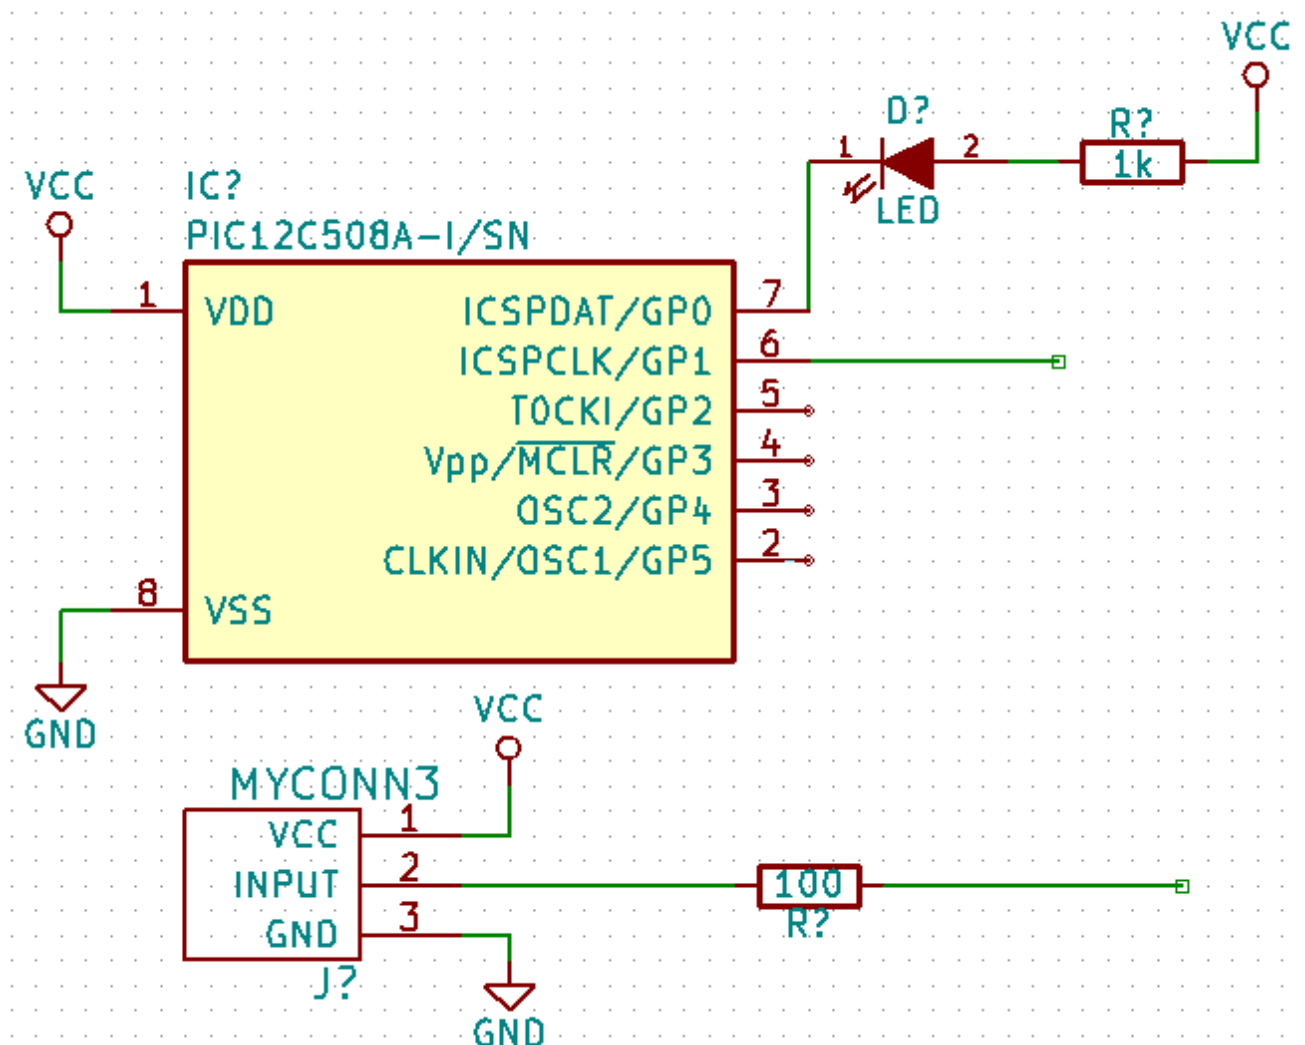 VCC
D?
R?
1
2
1k
LED
VCC
IC?
PIC12C508A-I/SN
1
VDD
ICSPDAT/GP0
7
ICSPCLK/GP1
6
T0CKI/GP2
5
Vpp/MCLR/GP3
4
OSC2/GP4
3
CLKIN/OSC1/GP5
2
8
VSS
GND
VCC
MYCONN3
VCC
1
INPUT
2
100
GND
3
R?
J?
GND